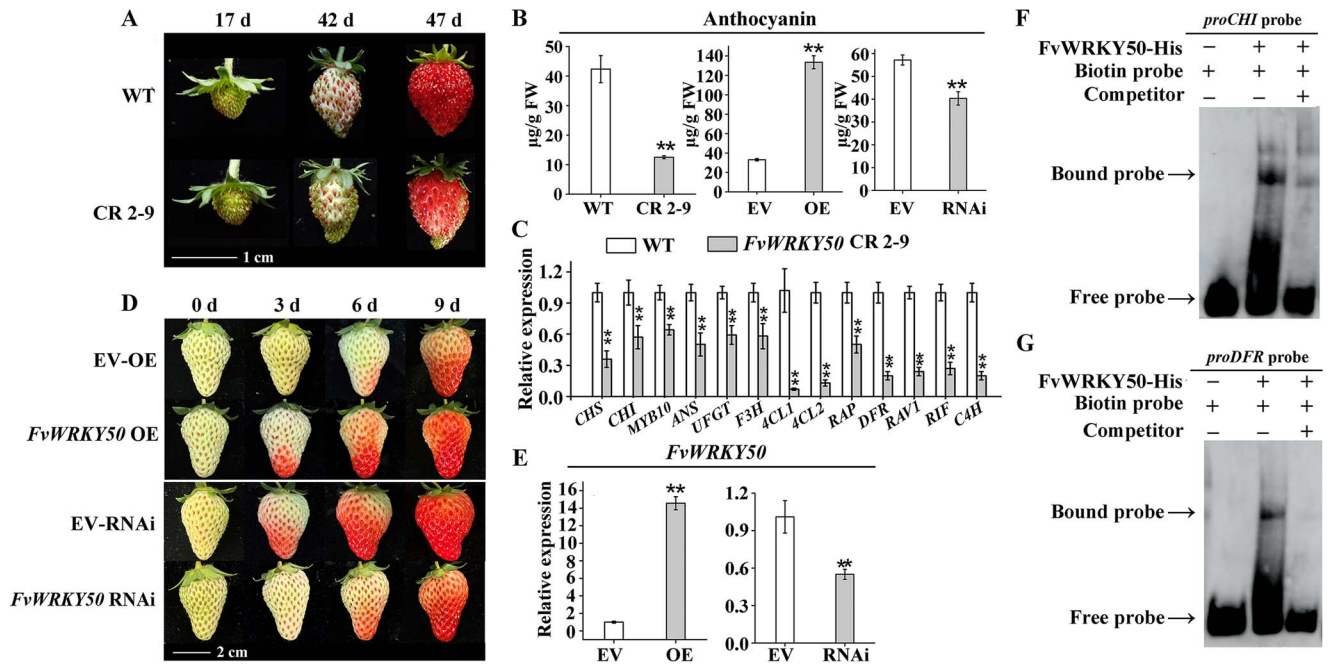 A
17 d 42 d 47 d
WT
CR 2-9
1 cm
B
Anthocyanin
µg/g FW
50
40
30
20
10
0
**
WT CR 2-9
µg/g FW
140
120
100
80
60
40
20
0
**
EV OE
µg/g FW
60
40
20
0
**
EV RNAi
C
WT FvWRKY50 CR 2-9
Relative expression
1.2
0.9
0.6
0.3
0.0
** ** ** ** ** ** ** ** ** ** ** ** **
CHS CHI MYB10 ANS UFGT F3H 4CL1 4CL2 RAP DFR RAV1 RIF C4H
D
0 d 3 d 6 d 9 d
EV-OE
FvWRKY50 OE
EV-RNAi
FvWRKY50 RNAi
2 cm
E
FvWRKY50
Relative expression
16
14
12
10
8
6
4
2
0
**
EV OE
1.2
0.9
0.6
0.3
0.0
**
EV RNAi
F
proCHI probe
FvWRKY50-His – + +
Biotin probe + + +
Competitor – – +
Bound probe→
Free probe→
G
proDFR probe
FvWRKY50-His – + +
Biotin probe + + +
Competitor – – +
Bound probe→
Free probe→